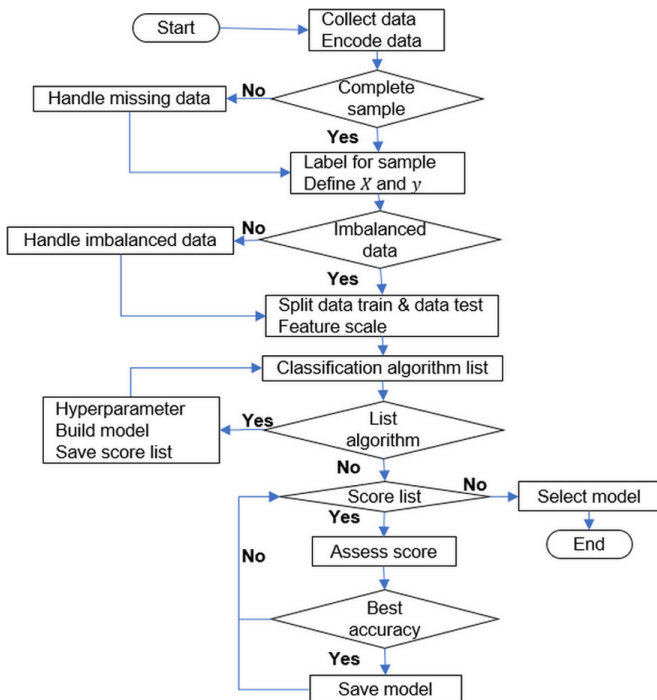 Start
Collect data
Encode data
Complete
sample
No
Handle missing data
Yes
Label for sample
Define X and y
Imbalanced
data
No
Handle imbalanced data
Yes
Split data train & data test
Feature scale
Classification algorithm list
Hyperparameter
Build model
Save score list
Yes
List
algorithm
No
Score list
No
Select model
End
Yes
Assess score
No
Best
accuracy
Yes
Save model